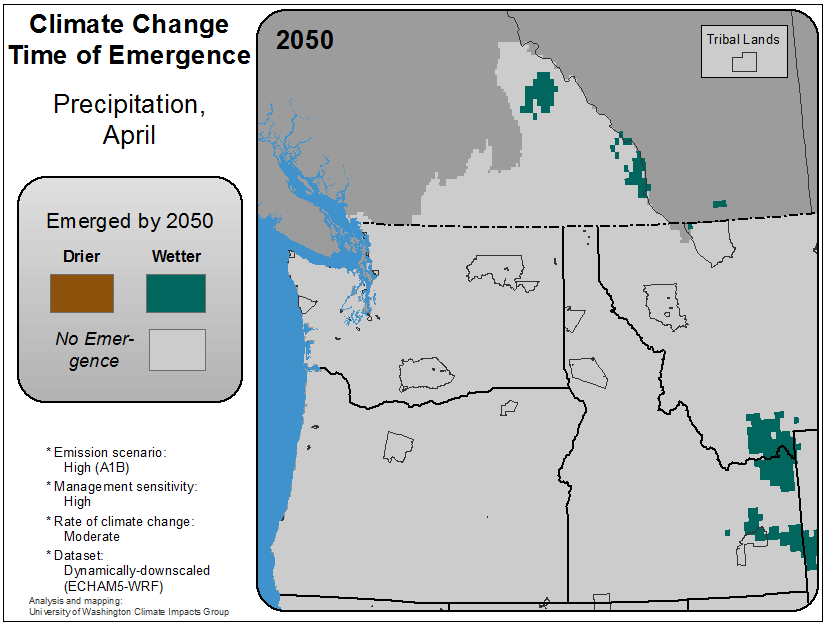 Climate Change
Time of Emergence
Precipitation,
April
Emerged by 2050
Drier
Wetter
No Emer-
gence
* Emission scenario:
High (A1B)
* Management sensitivity:
High
* Rate of climate change:
Moderate
* Dataset:
Dynamically-downscaled
(ECHAM5-WRF)
Analysis and mapping:
University of Washington Climate Impacts Group
2050
Tribal Lands